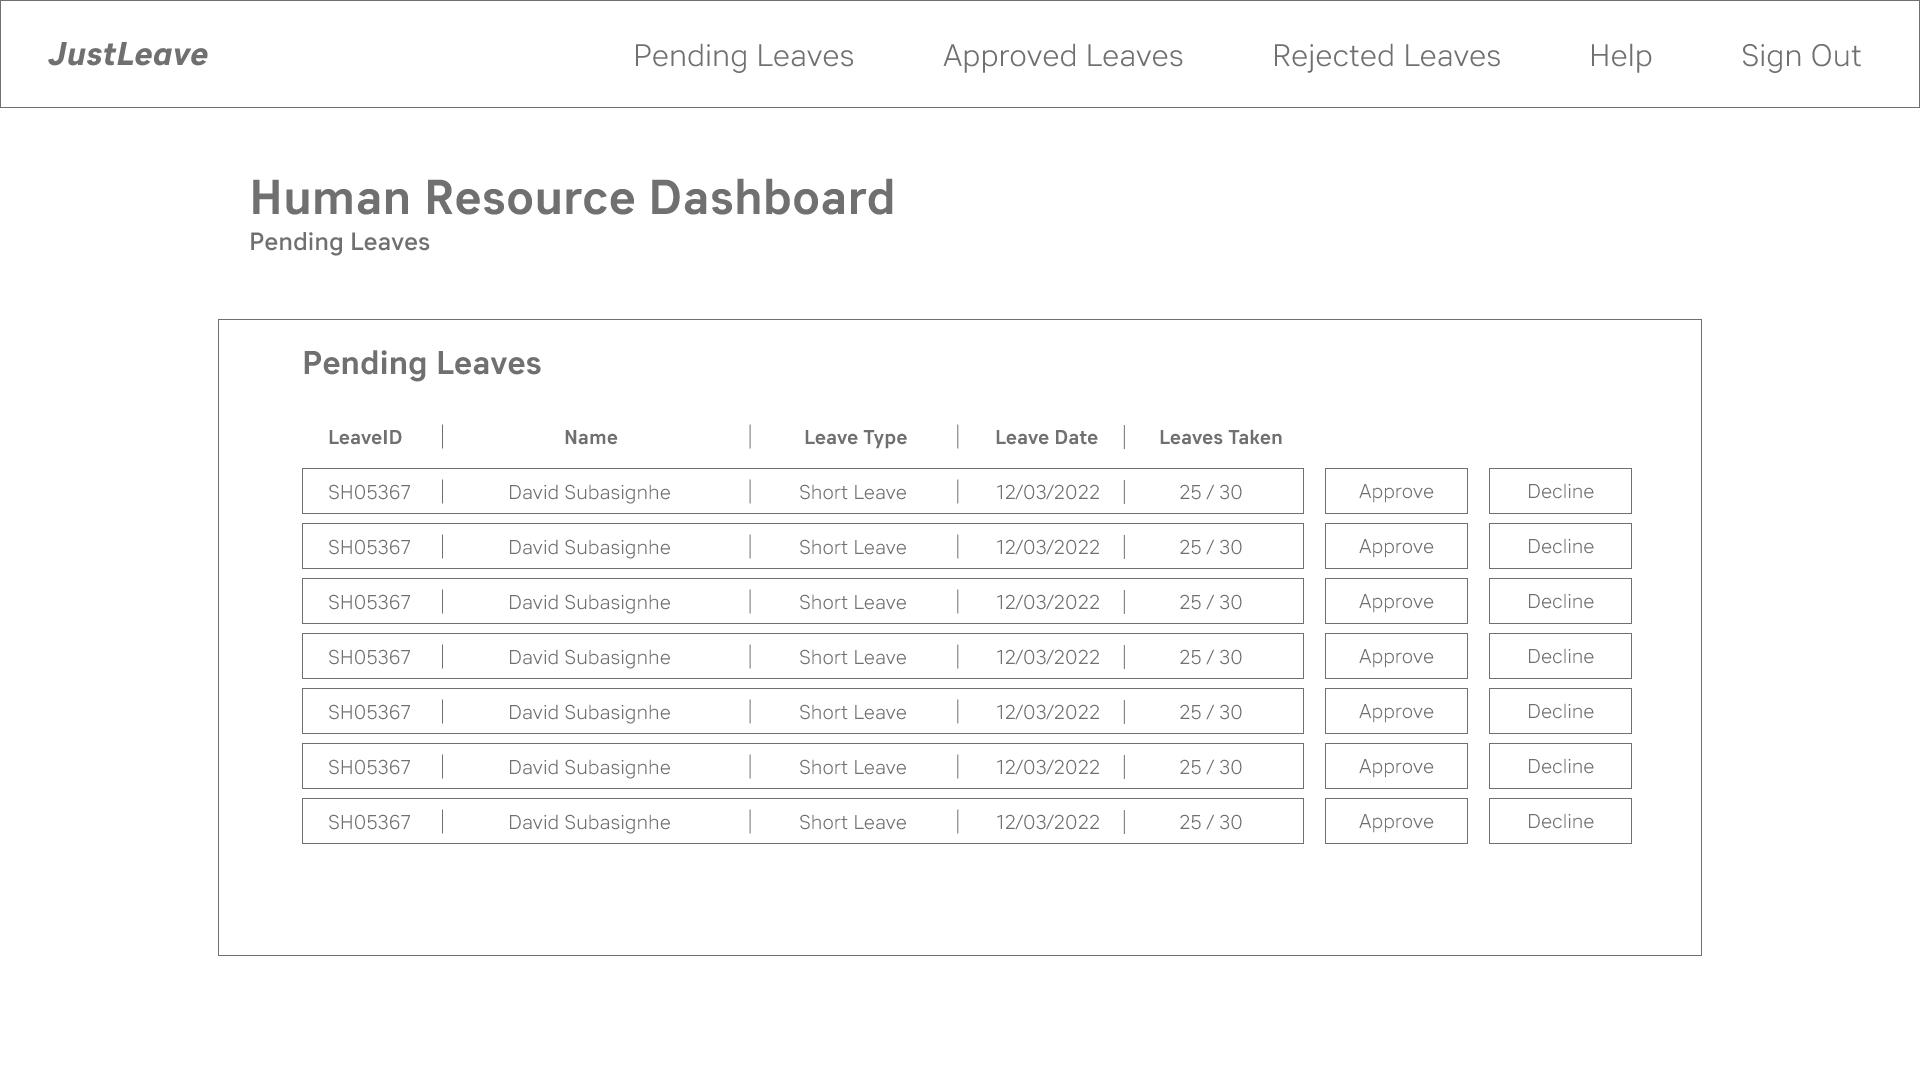 JustLeave Pending Leaves Approved Leaves Rejected Leaves Help Sign Out
Human Resource Dashboard
Pending Leaves
Pending Leaves
LeaveID | Name | Leave Type | Leave Date | Leaves Taken
SH05367 | David Subasignhe | Short Leave | 12/03/2022 | 25 / 30 Approve Decline
SH05367 | David Subasignhe | Short Leave | 12/03/2022 | 25 / 30 Approve Decline
SH05367 | David Subasignhe | Short Leave | 12/03/2022 | 25 / 30 Approve Decline
SH05367 | David Subasignhe | Short Leave | 12/03/2022 | 25 / 30 Approve Decline
SH05367 | David Subasignhe | Short Leave | 12/03/2022 | 25 / 30 Approve Decline
SH05367 | David Subasignhe | Short Leave | 12/03/2022 | 25 / 30 Approve Decline
SH05367 | David Subasignhe | Short Leave | 12/03/2022 | 25 / 30 Approve Decline